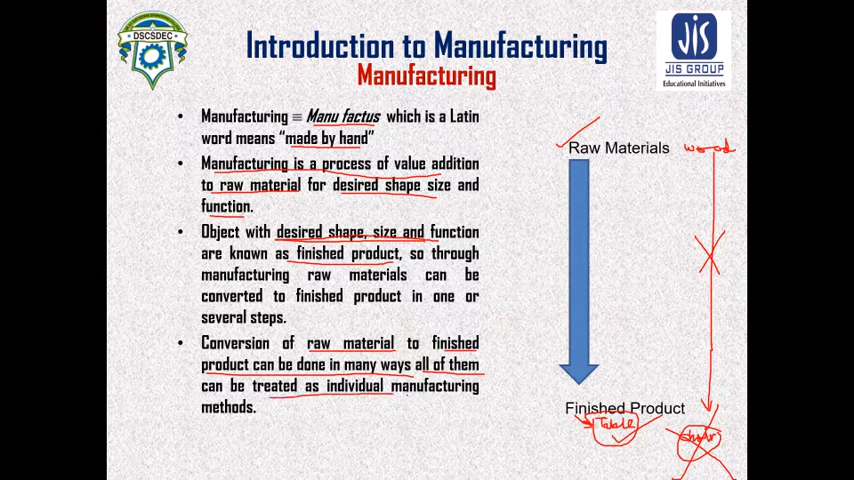 DSCSDEC
Introduction to Manufacturing
Manufacturing
JIS
JIS GROUP
Educational Initiatives
• Manufacturing ≡ Manu factus which is a Latin
word means “made by hand”
• Manufacturing is a process of value addition
to raw material for desired shape size and
function.
• Object with desired shape, size and function
are known as finished product, so through
manufacturing raw materials can be
converted to finished product in one or
several steps.
• Conversion of raw material to finished
product can be done in many ways all of them
can be treated as individual manufacturing
methods.
Raw Materials wood
Finished Product
Table